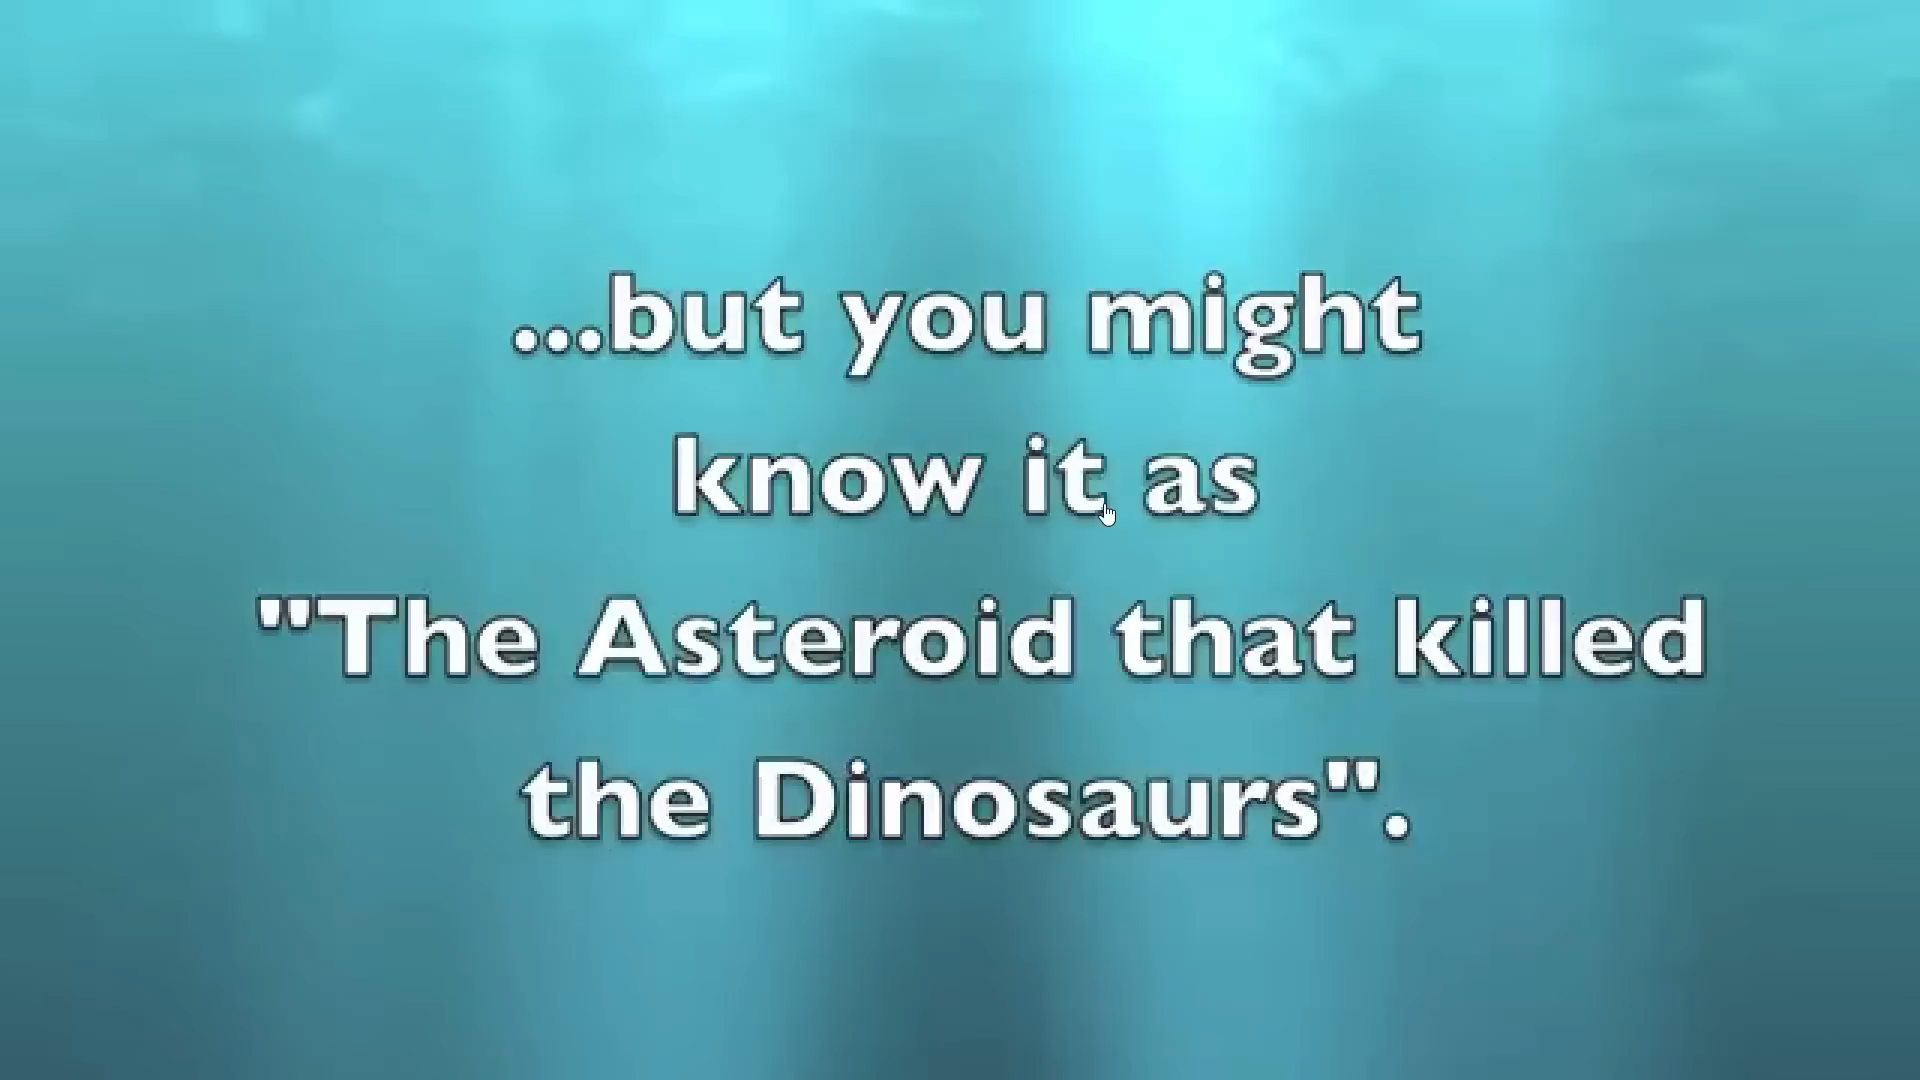 ...but you might
know it as
"The Asteroid that killed
the Dinosaurs".